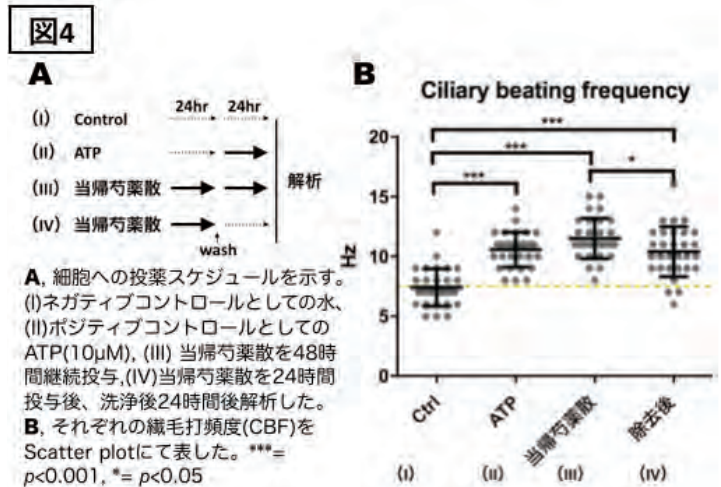 図4
A
24hr 24hr
(I) Control
(II) ATP
(III) 当帰芍薬散
(IV) 当帰芍薬散
解析
wash
A, 細胞への投薬スケジュールを示す。
(I)ネガティブコントロールとしての水、
(II)ポジティブコントロールとしての
ATP(10μM), (III) 当帰芍薬散を48時
間継続投与,(IV)当帰芍薬散を24時間
投与後、洗浄後24時間後解析した。
B, それぞれの繊毛打頻度(CBF)を
Scatter plotにて表した。***=
p<0.001, *= p<0.05
B
Ciliary beating frequency
***
***
***
*
Hz
20
15
10
5
0
Ctrl
ATP
当帰芍薬散
除去後
(I) (II) (III) (IV)